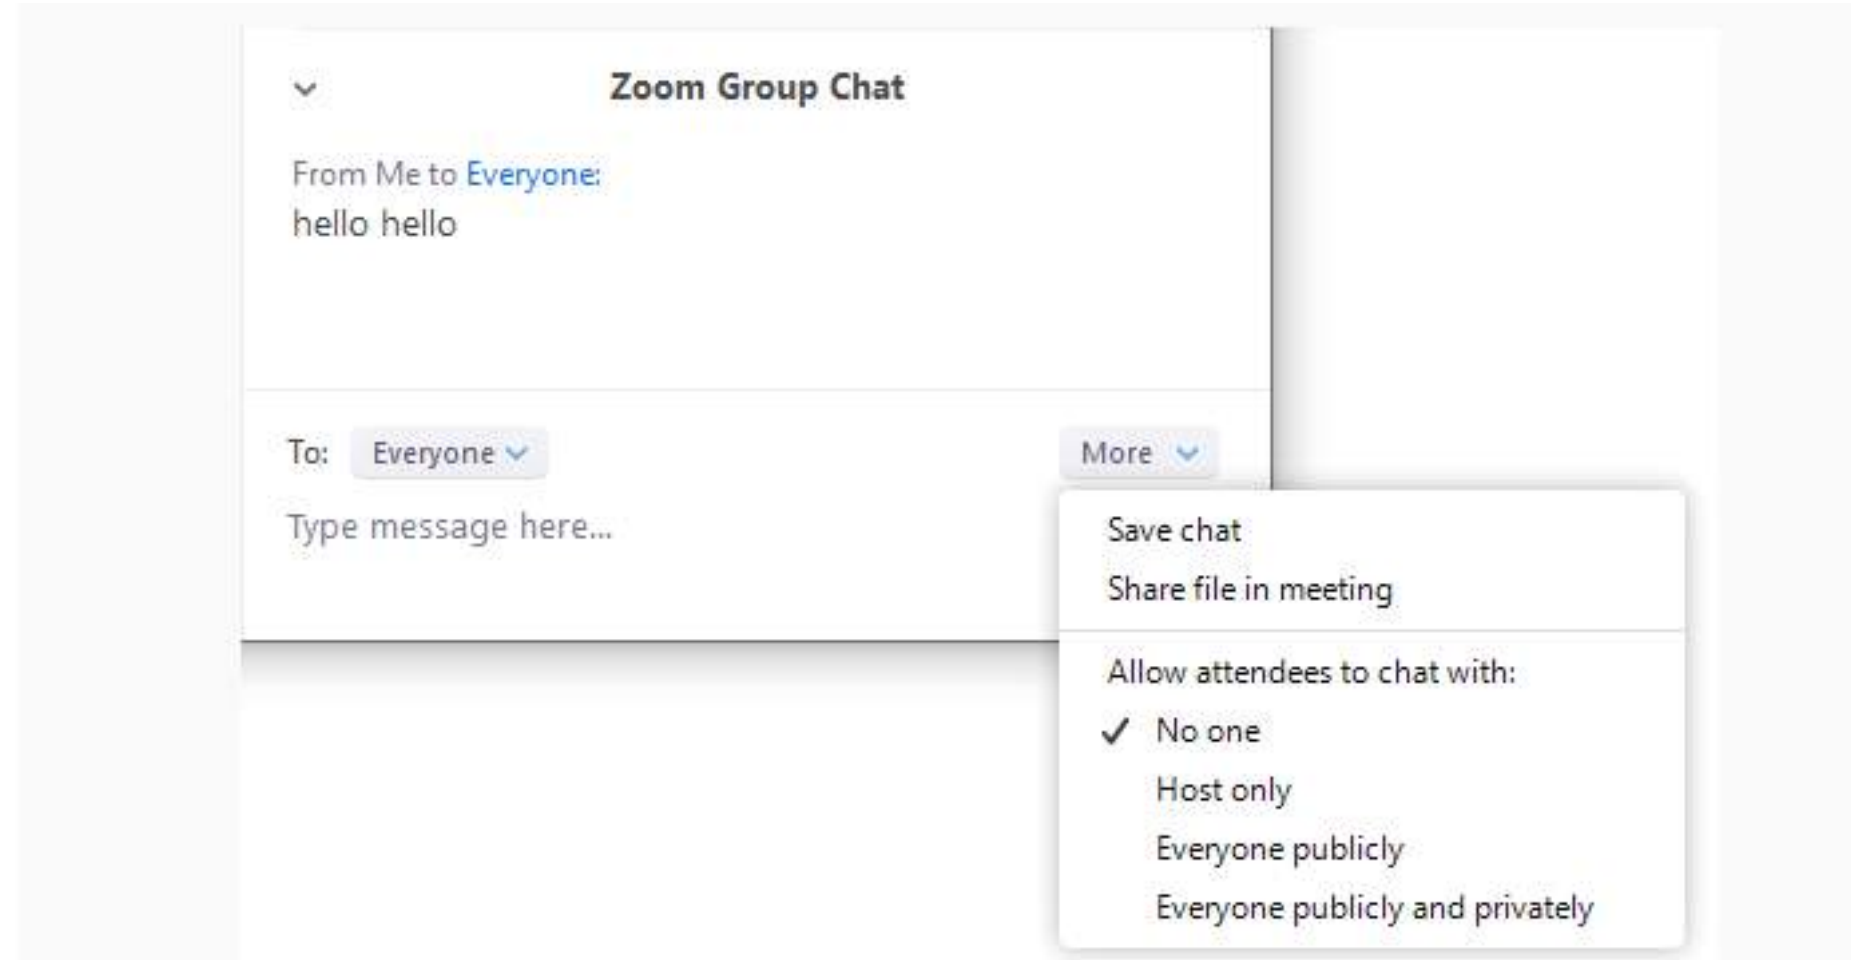 Zoom Group Chat
From Me to Everyone:
hello hello
To: Everyone
More
Type message here...
Save chat
Share file in meeting
Allow attendees to chat with:
No one
Host only
Everyone publicly
Everyone publicly and privately